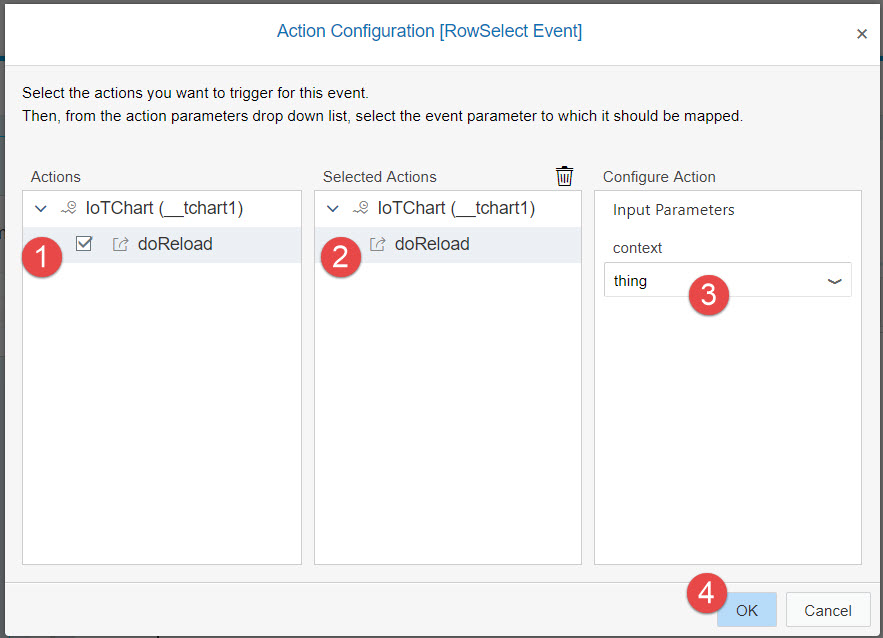 Action Configuration [RowSelect Event]
Select the actions you want to trigger for this event.
Then, from the action parameters drop down list, select the event parameter to which it should be mapped.
Actions
IoTChart (__tchart1)
1 doReload
Selected Actions
IoTChart (__tchart1)
2 doReload
Configure Action
Input Parameters
context
thing
3
4 OK Cancel